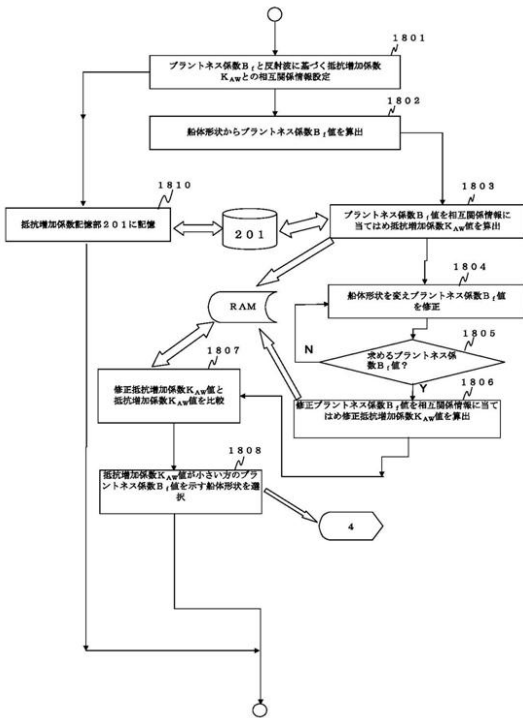 1801
ブラントネス係数Bfと反射波に基づく抵抗増加係数
KAWとの相互関係情報設定
1802
船体形状からブラントネス係数Bf値を算出
1810
抵抗増加係数記憶部201に記憶
201
1803
ブラントネス係数Bf値を相互関係情報に
当てはめ抵抗増加係数KAW値を算出
1804
船体形状を変えブラントネス係数Bf値
を修正
RAM
1805
求めるブラントネス係
数Bf値?
N
Y
1806
修正ブラントネス係数Bf値を相互関係情報に当て
はめ修正抵抗増加係数KAW値を算出
1807
修正抵抗増加係数KAW値と
抵抗増加係数KAW値を比較
1808
抵抗増加係数KAW値が小さい方のブラ
ントネス係数Bf値を示す船体形状を選
択
4